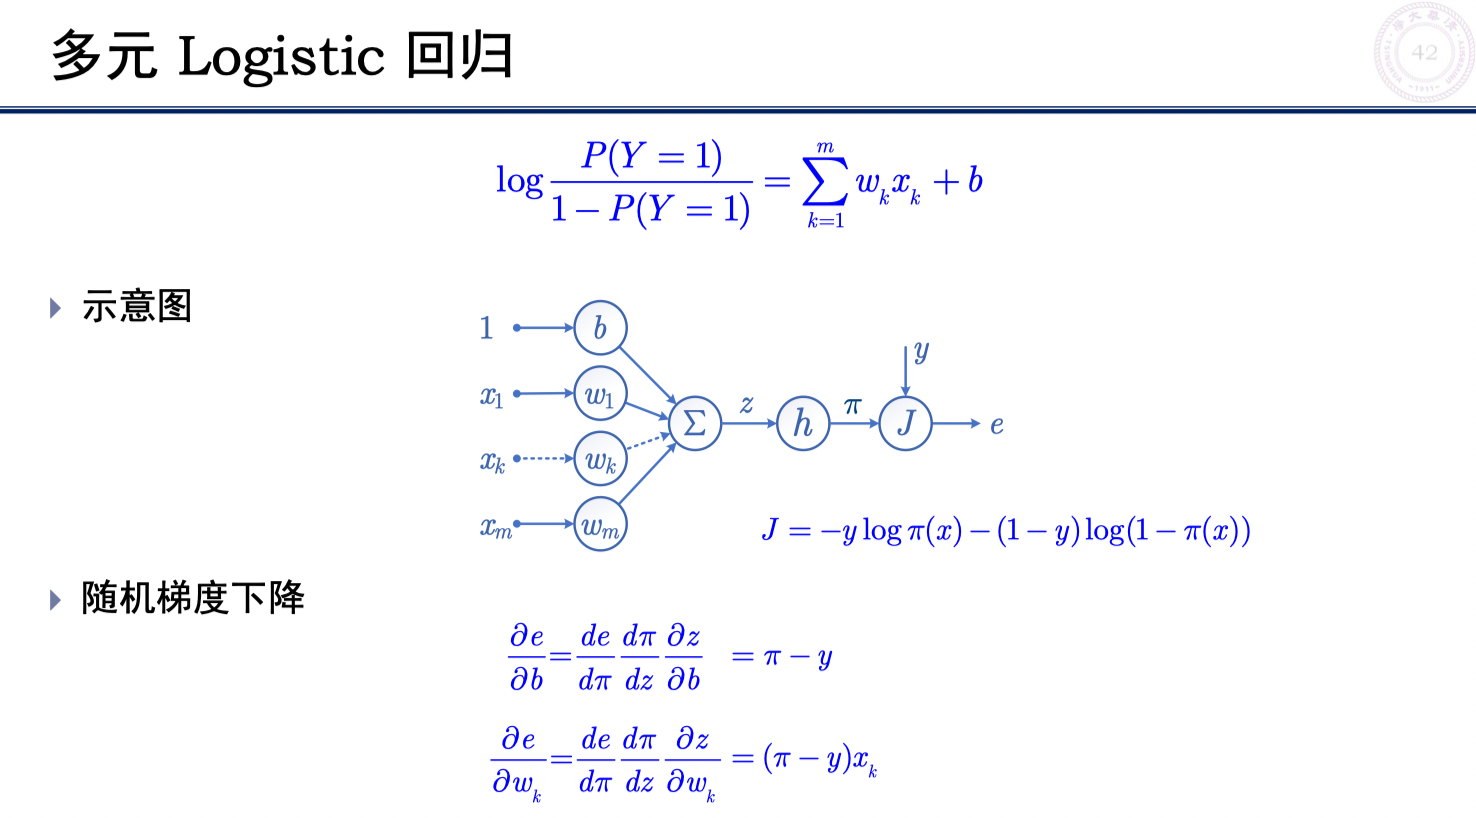 多元 Logistic 回归
42
log P(Y = 1) / (1 − P(Y = 1)) = ∑_{k=1}^{m} w_k x_k + b
示意图
1 b
x_1 w_1
x_k w_k
x_m w_m
Σ z h π J e
y
J = −y log π(x) − (1 − y) log(1 − π(x))
随机梯度下降
∂e/∂b = de/dπ dπ/dz ∂z/∂b = π − y
∂e/∂w_k = de/dπ dπ/dz ∂z/∂w_k = (π − y)x_k